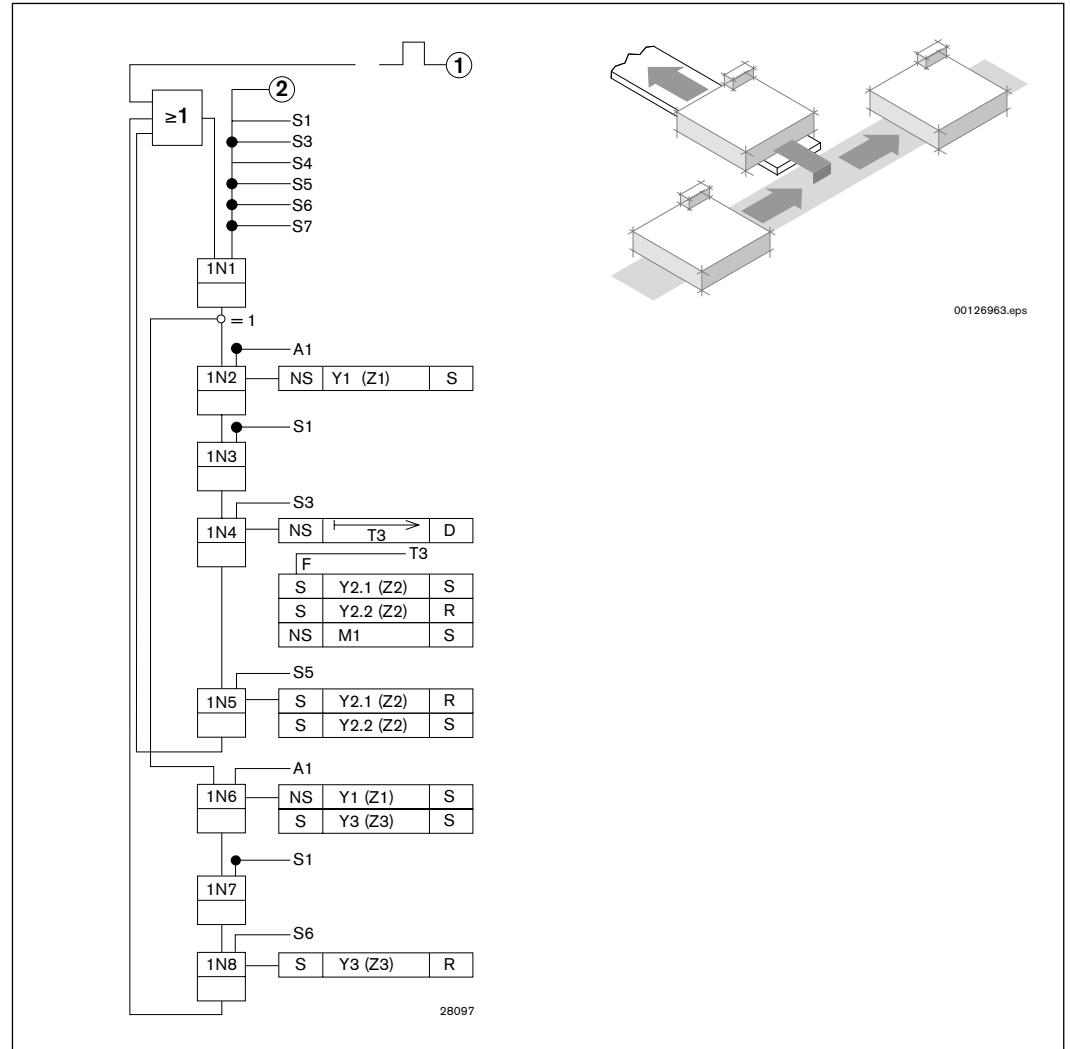 1
2
≥1
S1
S3
S4
S5
S6
S7
1N1
= 1
A1
1N2 NS Y1 (Z1) S
S1
1N3
S3
1N4 NS T3 D
T3
F
S Y2.1 (Z2) S
S Y2.2 (Z2) R
NS M1 S
S5
1N5 S Y2.1 (Z2) R
S Y2.2 (Z2) S
A1
1N6 NS Y1 (Z1) S
S Y3 (Z3) S
S1
1N7
S6
1N8 S Y3 (Z3) R
28097
00126963.eps